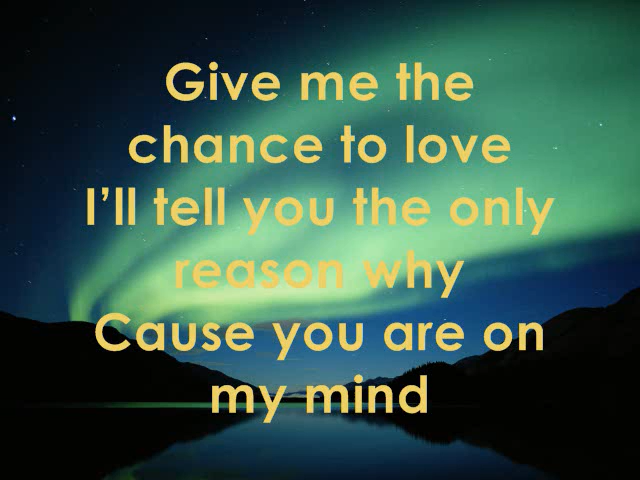 Give me the
chance to love
I’ll tell you the only
reason why
Cause you are on
my mind